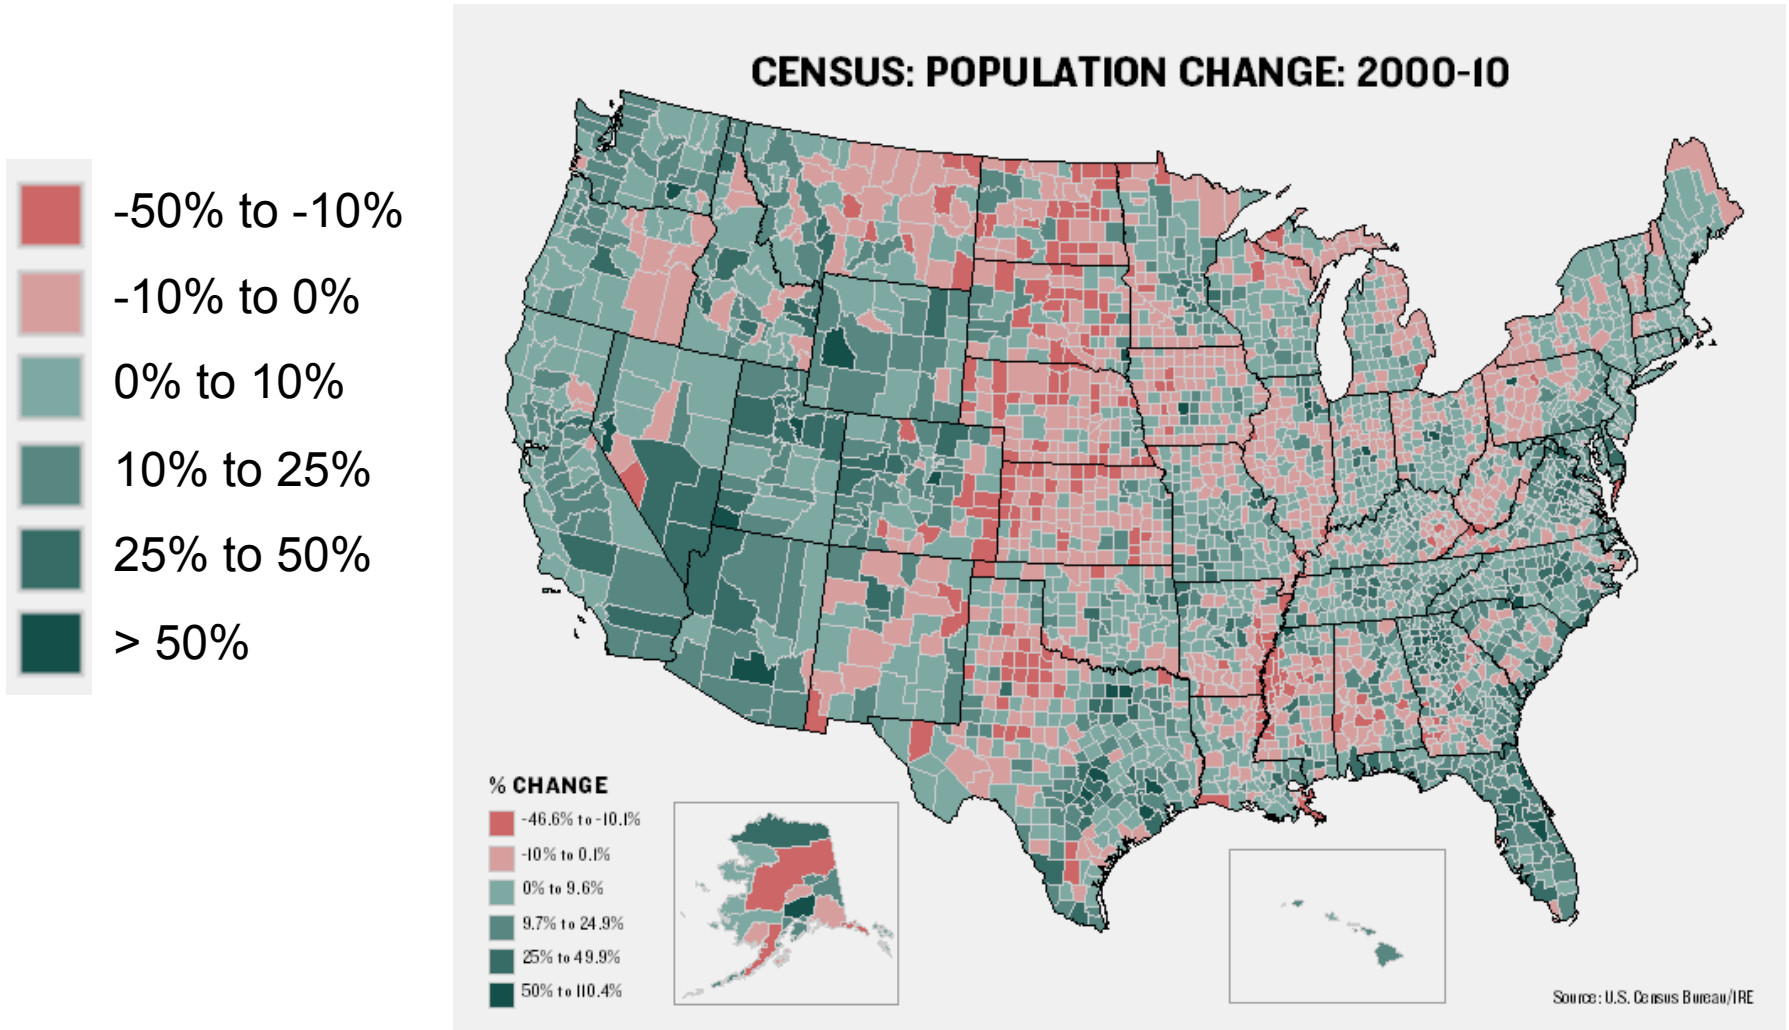 CENSUS: POPULATION CHANGE: 2000-10
-50% to -10%
-10% to 0%
0% to 10%
10% to 25%
25% to 50%
> 50%
% CHANGE
-46.6% to -10.1%
-10% to 0.1%
0% to 9.6%
9.7% to 24.9%
25% to 49.9%
50% to 110.4%
Source: U.S. Census Bureau/IRE